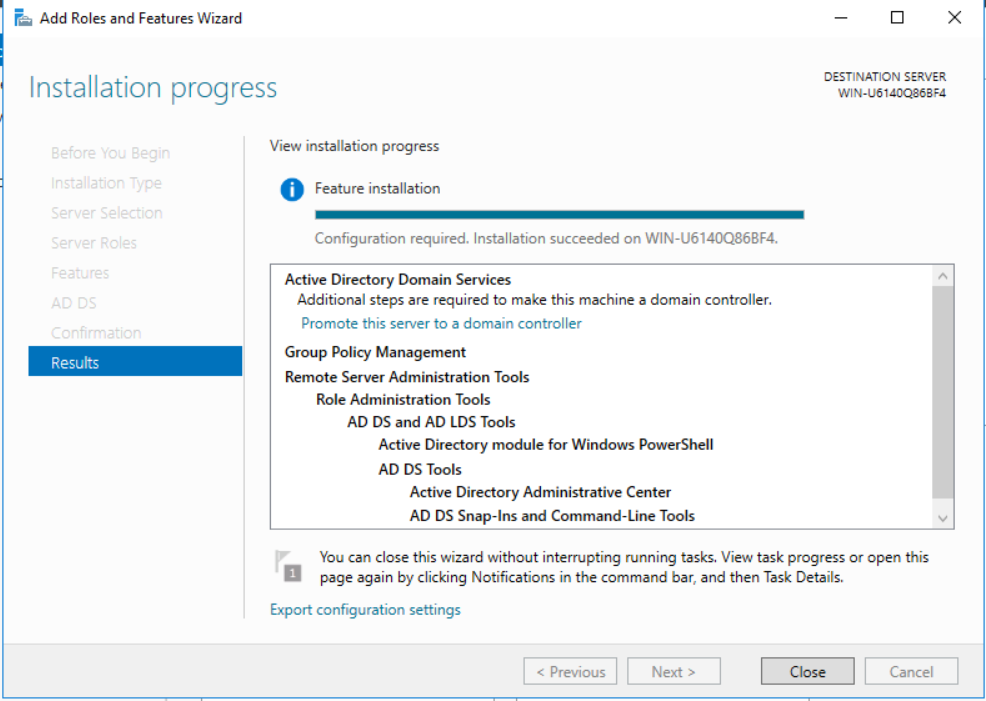 Add Roles and Features Wizard
Installation progress
DESTINATION SERVER
WIN-U6140Q86BF4
Before You Begin
Installation Type
Server Selection
Server Roles
Features
AD DS
Confirmation
Results
View installation progress
Feature installation
Configuration required. Installation succeeded on WIN-U6140Q86BF4.
Active Directory Domain Services
Additional steps are required to make this machine a domain controller.
Promote this server to a domain controller
Group Policy Management
Remote Server Administration Tools
Role Administration Tools
AD DS and AD LDS Tools
Active Directory module for Windows PowerShell
AD DS Tools
Active Directory Administrative Center
AD DS Snap-Ins and Command-Line Tools
1
You can close this wizard without interrupting running tasks. View task progress or open this
page again by clicking Notifications in the command bar, and then Task Details.
Export configuration settings
< Previous
Next >
Close
Cancel